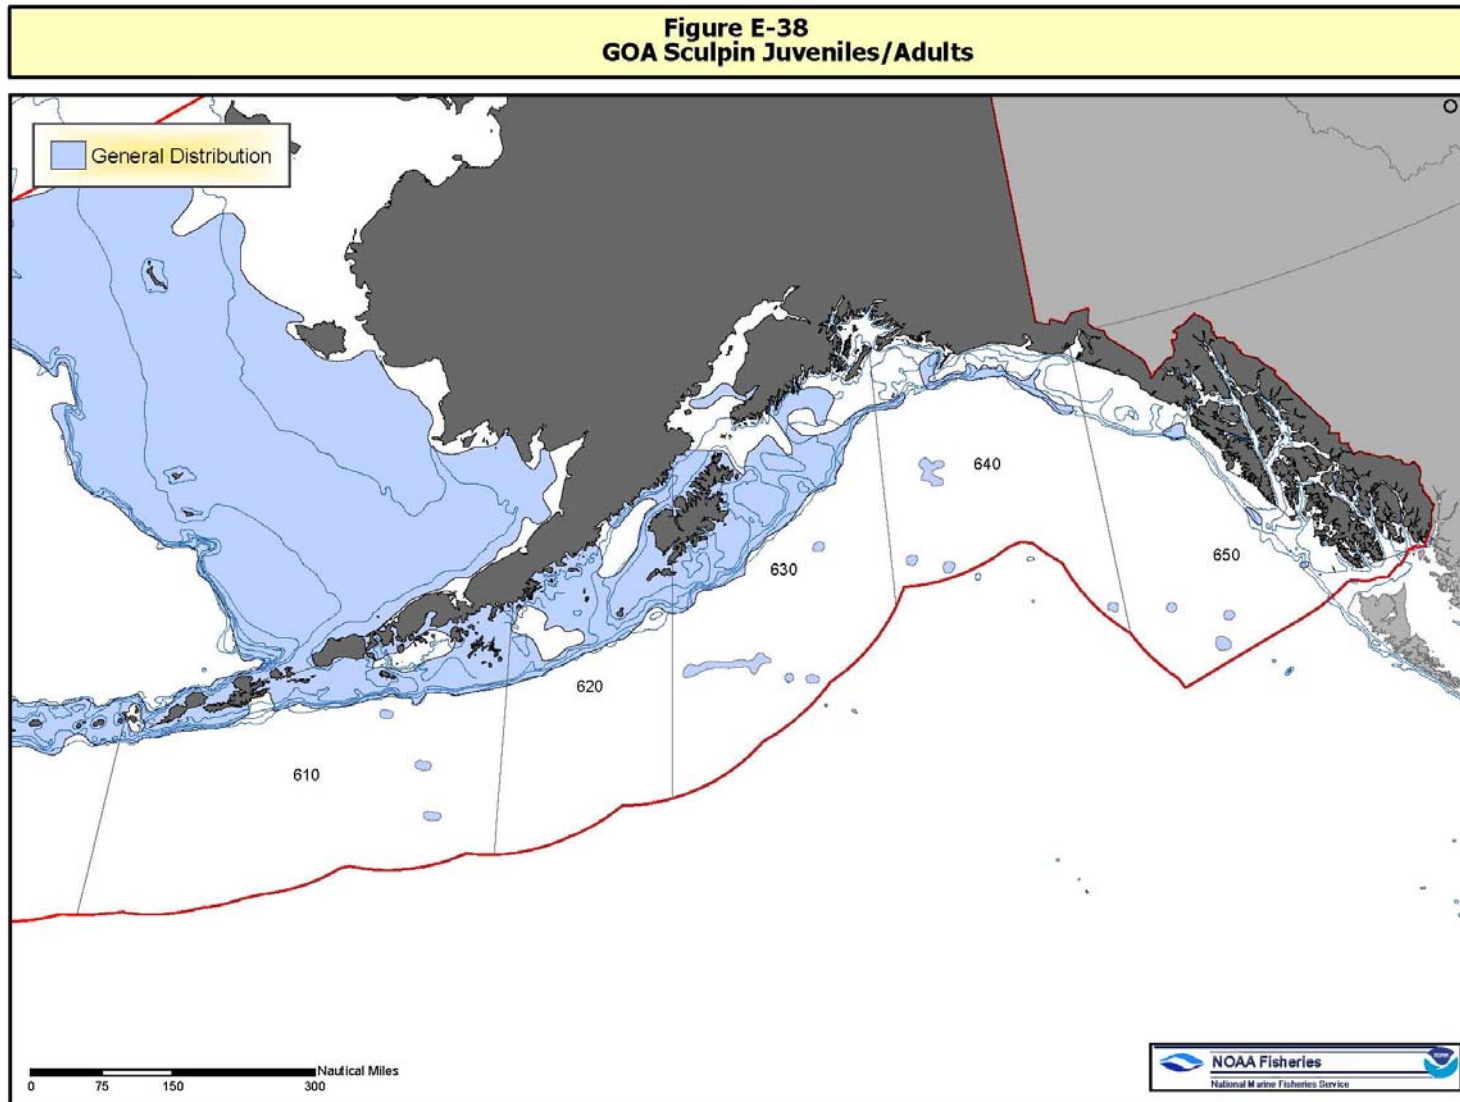 Figure E-38
GOA Sculpin Juveniles/Adults
General Distribution
640
650
630
620
610
Nautical Miles
0 75 150 300
NOAA Fisheries
National Marine Fisheries Service